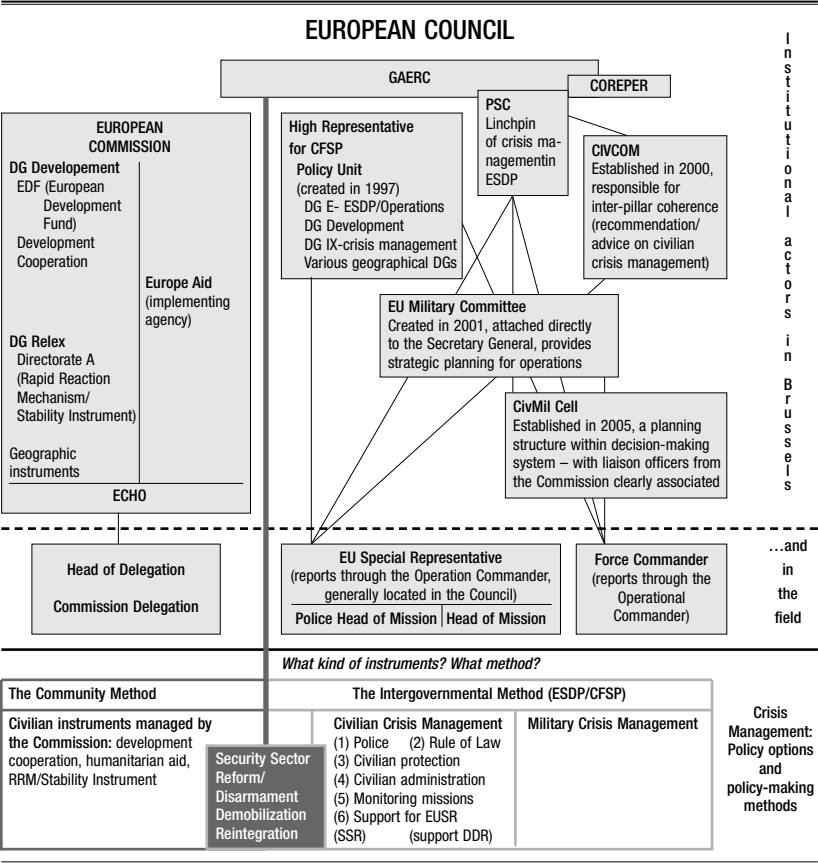 EUROPEAN COUNCIL
GAERC
COREPER
EUROPEAN
COMMISSION
DG Developement
EDF (European
Development
Fund)
Development
Cooperation
DG Relex
Directorate A
(Rapid Reaction
Mechanism/
Stability Instrument)
Geographic
instruments
Europe Aid
(implementing
agency)
ECHO
High Representative
for CFSP
Policy Unit
(created in 1997)
DG E- ESDP/Operations
DG Development
DG IX-crisis management
Various geographical DGs
PSC
Linchpin
of crisis ma-
nagementin
ESDP
CIVCOM
Established in 2000,
responsible for
inter-pillar coherence
(recommendation/
advice on civilian
crisis management)
EU Military Committee
Created in 2001, attached directly
to the Secretary General, provides
strategic planning for operations
CivMil Cell
Established in 2005, a planning
structure within decision-making
system – with liaison officers from
the Commission clearly associated
Institutional actors in Brussels
Head of Delegation
Commission Delegation
EU Special Representative
(reports through the Operation Commander,
generally located in the Council)
Police Head of Mission
Head of Mission
Force Commander
(reports through the
Operational
Commander)
...and
in
the
field
What kind of instruments? What method?
The Community Method
The Intergovernmental Method (ESDP/CFSP)
Civilian instruments managed by
the Commission: development
cooperation, humanitarian aid,
RRM/Stability Instrument
Security Sector
Reform/
Disarmament
Demobilization
Reintegration
Civilian Crisis Management
(1) Police (2) Rule of Law
(3) Civilian protection
(4) Civilian administration
(5) Monitoring missions
(6) Support for EUSR
(SSR) (support DDR)
Military Crisis Management
Crisis
Management:
Policy options
and
policy-making
methods